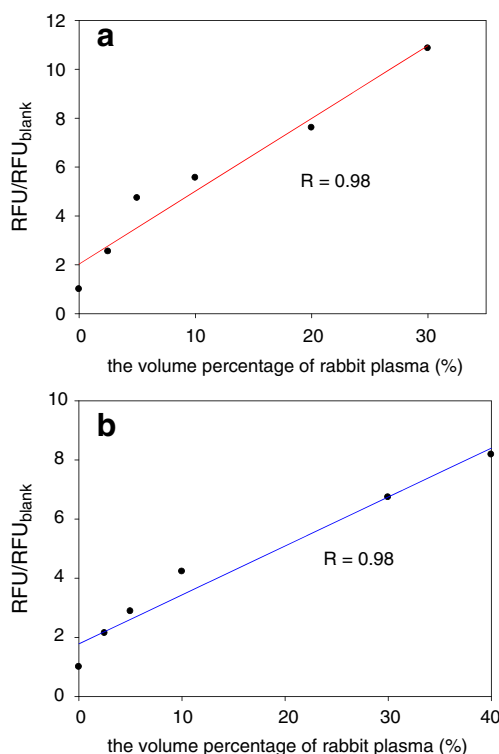 a
12
10
8
6
4
2
0
RFU/RFUblank
R = 0.98
0 10 20 30
the volume percentage of rabbit plasma (%)
b
10
8
6
4
2
0
RFU/RFUblank
R = 0.98
0 10 20 30 40
the volume percentage of rabbit plasma (%)